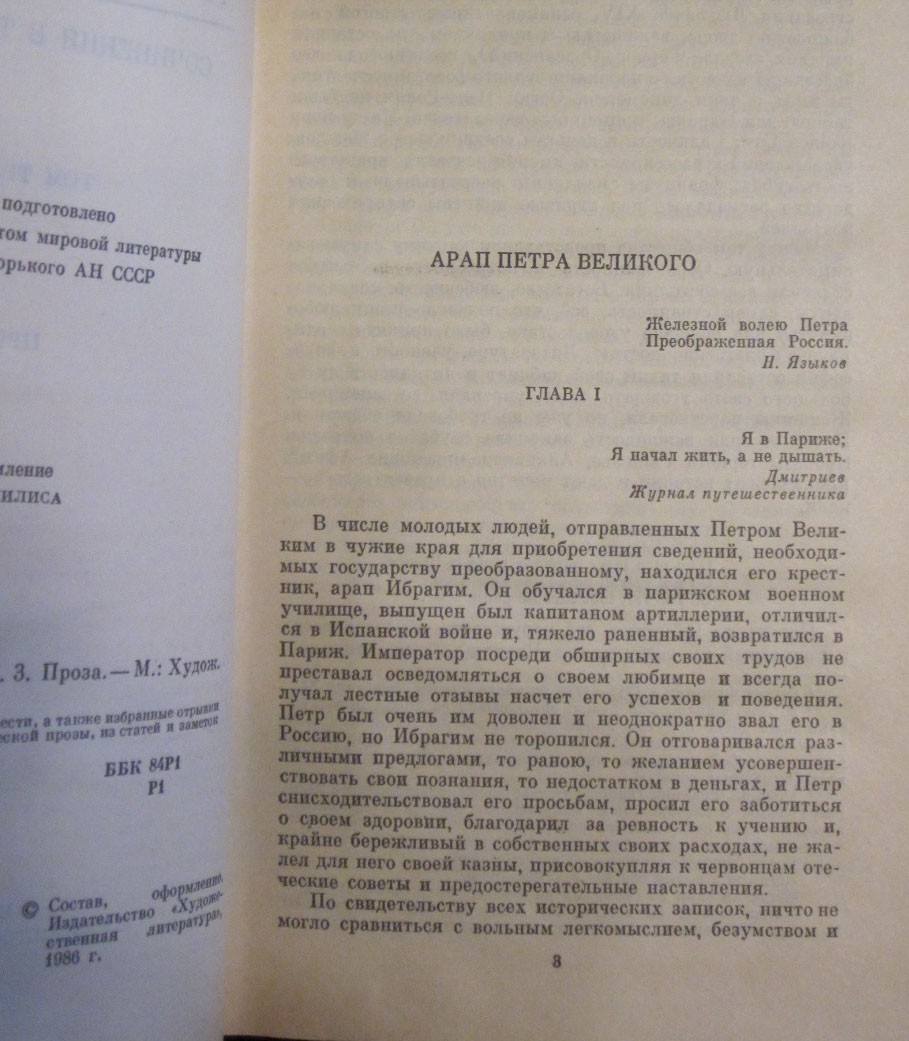 подготовлено
том мировой литературы
орького АН СССР
. 3. Проза.— М.: Худож.
ести, а также избранные отрывки
еской прозы, из статей и заметок
ББК 84Р1
Р1
© Состав, оформление.
Издательство «Художе-
ственная литература»,
1986 г.
АРАП ПЕТРА ВЕЛИКОГО
Железной волею Петра
Преображенная Россия.
Н. Языков
ГЛАВА I
Я в Париже;
Я начал жить, а не дышать.
Дмитриев
Журнал путешественника
В числе молодых людей, отправленных Петром Вели-
ким в чужие края для приобретения сведений, необходи-
мых государству преобразованному, находился его крест-
ник, арап Ибрагим. Он обучался в парижском военном
училище, выпущен был капитаном артиллерии, отличил-
ся в Испанской войне и, тяжело раненный, возвратился в
Париж. Император посреди обширных своих трудов не
преставал осведомляться о своем любимце и всегда по-
лучал лестные отзывы насчет его успехов и поведения.
Петр был очень им доволен и неоднократно звал его в
Россию, но Ибрагим не торопился. Он отговаривался раз-
личными предлогами, то раною, то желанием усовершен-
ствовать свои познания, то недостатком в деньгах, и Петр
снисходительствовал его просьбам, просил его заботиться
о своем здоровии, благодарил за ревность к учению и,
крайне бережливый в собственных своих расходах, не жа-
лел для него своей казны, присовокупляя к червонцам оте-
ческие советы и предостерегательные наставления.
По свидетельству всех исторических записок, ничто не
могло сравниться с вольным легкомыслием, безумством и
3